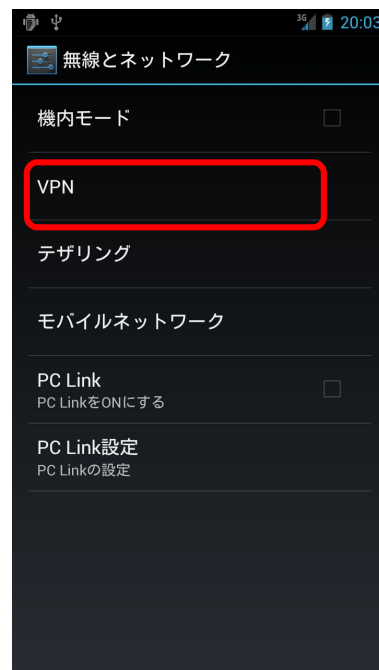 3G 20:03
無線とネットワーク
機内モード
VPN
テザリング
モバイルネットワーク
PC Link
PC LinkをONにする
PC Link設定
PC Linkの設定